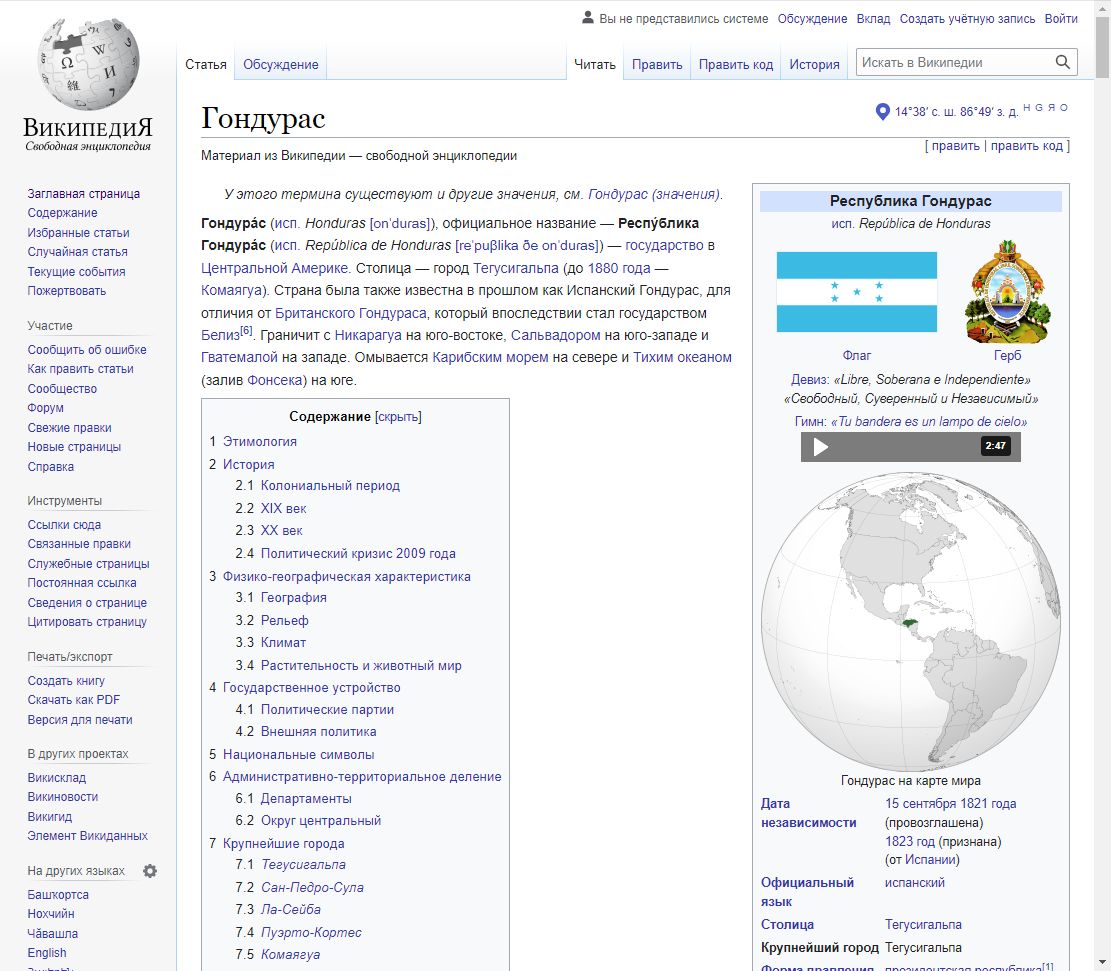 Вы не представились системе Обсуждение Вклад Создать учётную запись Войти
Статья Обсуждение Читать Править Править код История Искать в Википедии
ВикипедиЯ
Свободная энциклопедия
Заглавная страница
Содержание
Избранные статьи
Случайная статья
Текущие события
Пожертвовать
Участие
Сообщить об ошибке
Как править статьи
Сообщество
Форум
Свежие правки
Новые страницы
Справка
Инструменты
Ссылки сюда
Связанные правки
Служебные страницы
Постоянная ссылка
Сведения о странице
Цитировать страницу
Печать/экспорт
Создать книгу
Скачать как PDF
Версия для печати
В других проектах
Викисклад
Викиновости
Викигид
Элемент Викиданных
На других языках
Башҡортса
Нохчийн
Чӑвашла
English
Гондурас
14°38′ с. ш. 86°49′ з. д. H G Я O
[ править | править код ]
Материал из Википедии — свободной энциклопедии
У этого термина существуют и другие значения, см. Гондурас (значения).
Гондура́с (исп. Honduras [onˈduras]), официальное название — Респу́блика
Гондура́с (исп. República de Honduras [reˈpuβlika ðe onˈduras]) — государство в
Центральной Америке. Столица — город Тегусигальпа (до 1880 года —
Комаягуа). Страна была также известна в прошлом как Испанский Гондурас, для
отличия от Британского Гондураса, который впоследствии стал государством
Белиз[6]. Граничит с Никарагуа на юго-востоке, Сальвадором на юго-западе и
Гватемалой на западе. Омывается Карибским морем на севере и Тихим океаном
(залив Фонсека) на юге.
Содержание [скрыть]
1 Этимология
2 История
2.1 Колониальный период
2.2 XIX век
2.3 XX век
2.4 Политический кризис 2009 года
3 Физико-географическая характеристика
3.1 География
3.2 Рельеф
3.3 Климат
3.4 Растительность и животный мир
4 Государственное устройство
4.1 Политические партии
4.2 Внешняя политика
5 Национальные символы
6 Административно-территориальное деление
6.1 Департаменты
6.2 Округ центральный
7 Крупнейшие города
7.1 Тегусигальпа
7.2 Сан-Педро-Сула
7.3 Ла-Сейба
7.4 Пуэрто-Кортес
7.5 Комаягуа
Республика Гондурас
исп. República de Honduras
Флаг Герб
Девиз: «Libre, Soberana e Independiente»
«Свободный, Суверенный и Независимый»
Гимн: «Tu bandera es un lampo de cielo»
2:47
Гондурас на карте мира
Дата 15 сентября 1821 года
независимости (провозглашена)
1823 год (признана)
(от Испании)
Официальный испанский
язык
Столица Тегусигальпа
Крупнейший город Тегусигальпа
Форма правления президентская республика[1]